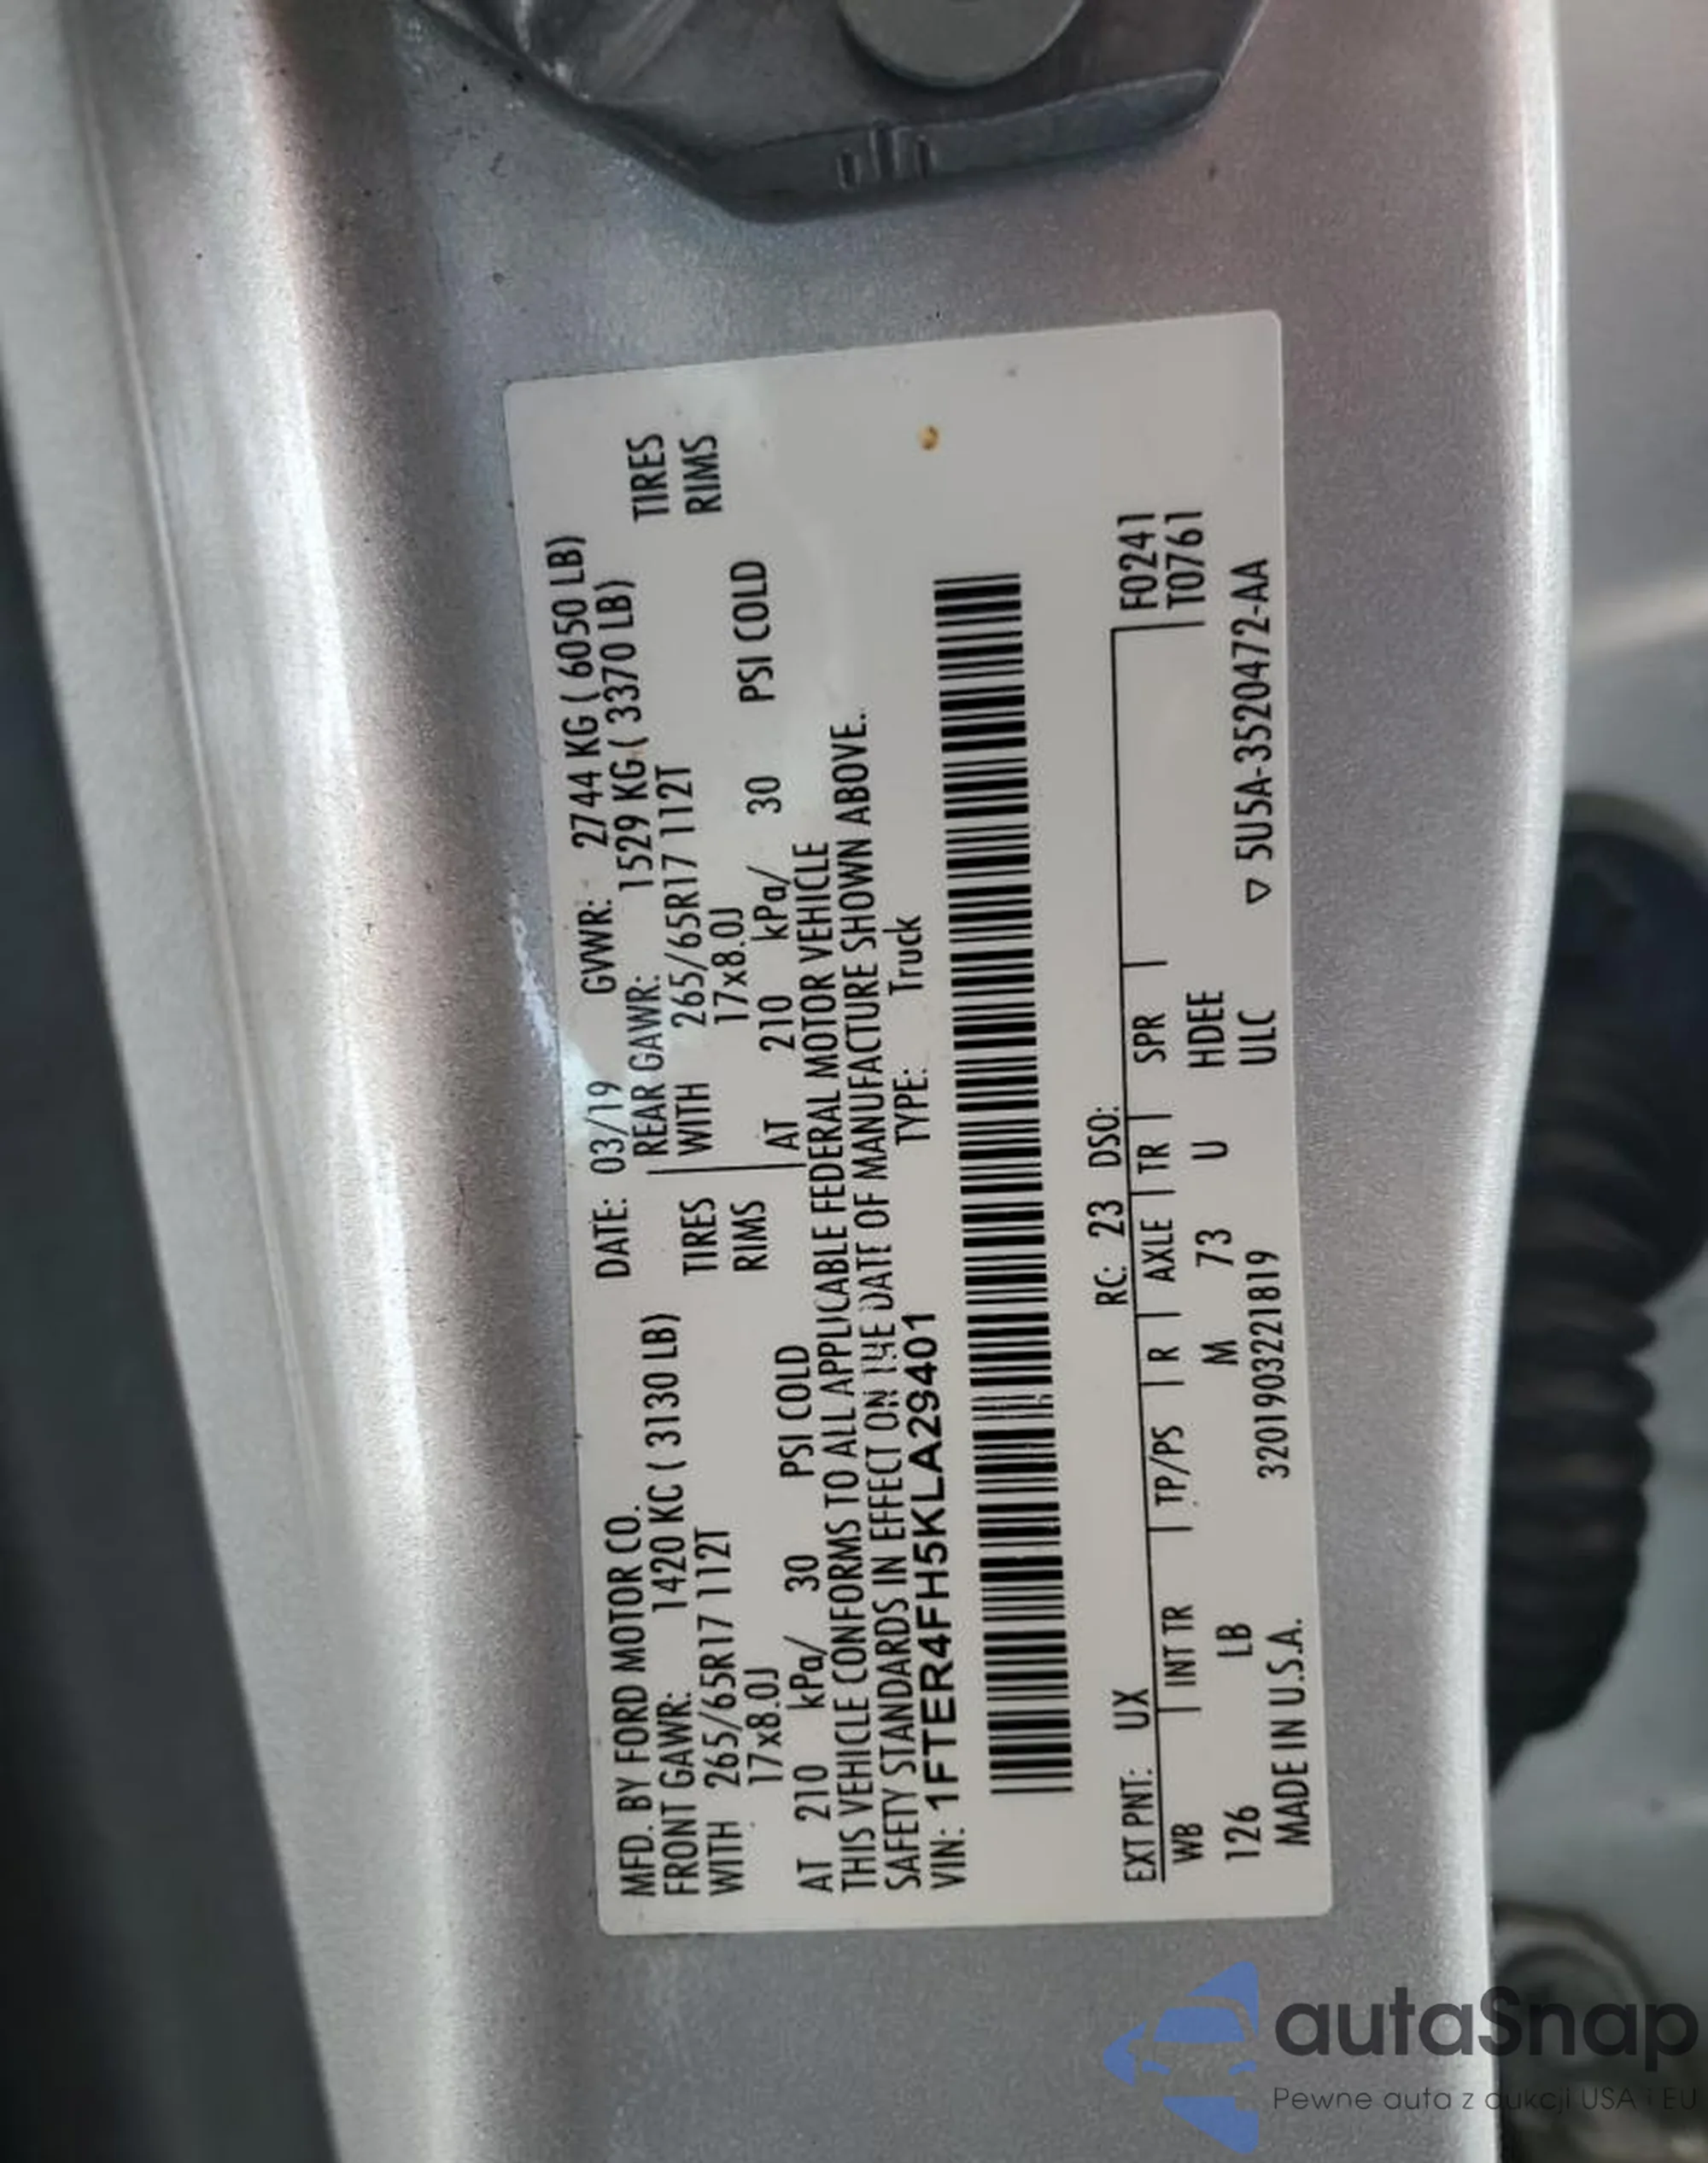 MFD. BY FORD MOTOR CO.
DATE: 03/19 GVWR: 2744 KG ( 6050 LB)
FRONT GAWR: 1420 KG ( 3130 LB) REAR GAWR: 1529 KG ( 3370 LB)
WITH 265/65R17 112T TIRES WITH 265/65R17 112T TIRES
17x8.0J RIMS 17x8.0J RIMS
AT 210 kPa/ 30 PSI COLD AT 210 kPa/ 30 PSI COLD
THIS VEHICLE CONFORMS TO ALL APPLICABLE FEDERAL MOTOR VEHICLE
SAFETY STANDARDS IN EFFECT ON THE DATE OF MANUFACTURE SHOWN ABOVE.
VIN: 1FTER4FH5KLA29401 TYPE: Truck
EXT PNT: UX RC: 23 DSO: F0241
WB INT TR TP/PS R AXLE TR SPR T0761
126 LB M 73 U HDEE
MADE IN U.S.A. 320190322181 9 ULC ▽ 5U5A-3520472-AA
autaSnap
Pewne auta z aukcji USA i EU